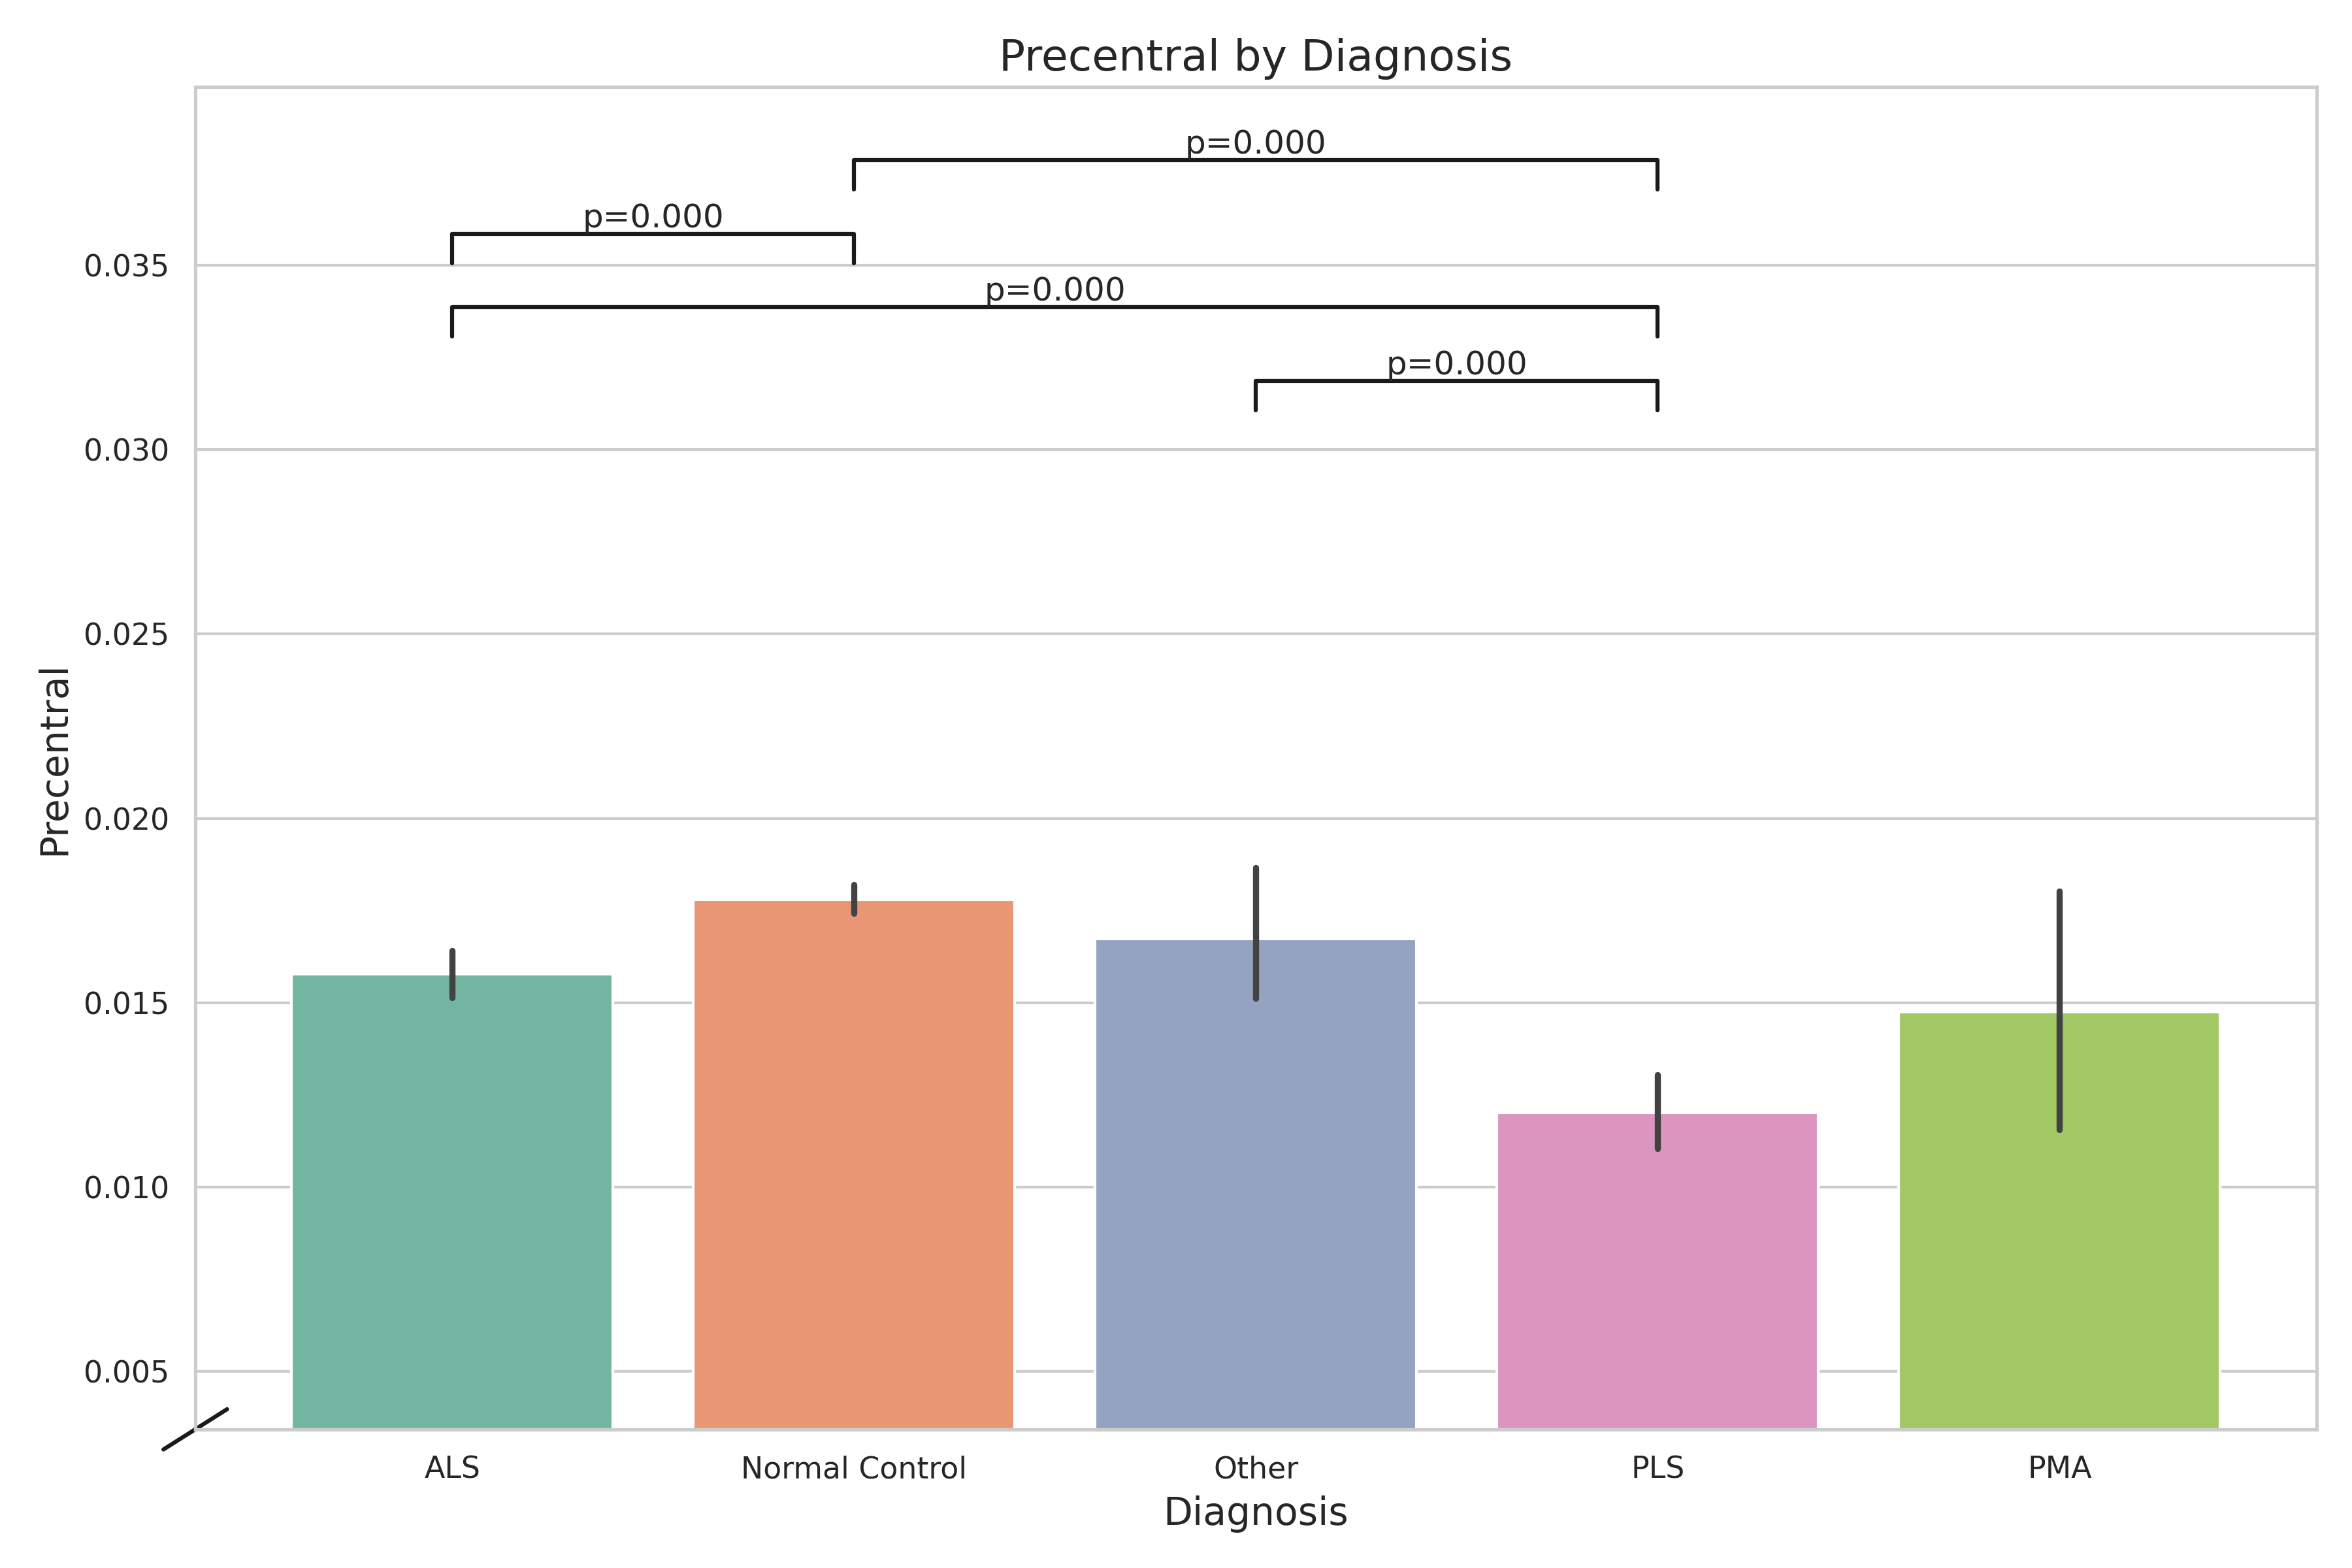 Precentral by Diagnosis
p=0.000
p=0.000
p=0.000
p=0.000
Precentral
0.035
0.030
0.025
0.020
0.015
0.010
0.005
ALS
Normal Control
Other
PLS
PMA
Diagnosis